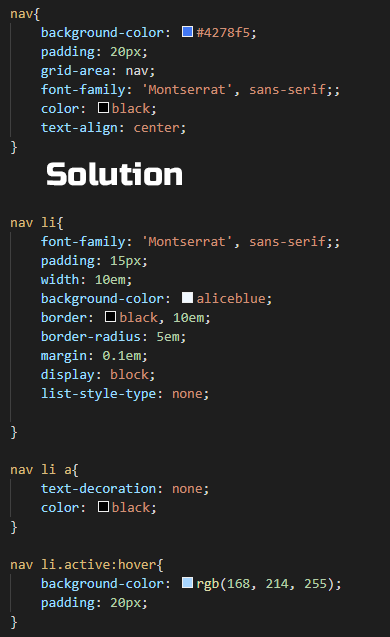 nav{
background-color: #4278f5;
padding: 20px;
grid-area: nav;
font-family: 'Montserrat', sans-serif;;
color: black;
text-align: center;
}
Solution
nav li{
font-family: 'Montserrat', sans-serif;;
padding: 15px;
width: 10em;
background-color: aliceblue;
border: black, 10em;
border-radius: 5em;
margin: 0.1em;
display: block;
list-style-type: none;
}
nav li a{
text-decoration: none;
color: black;
}
nav li.active:hover{
background-color: rgb(168, 214, 255);
padding: 20px;
}